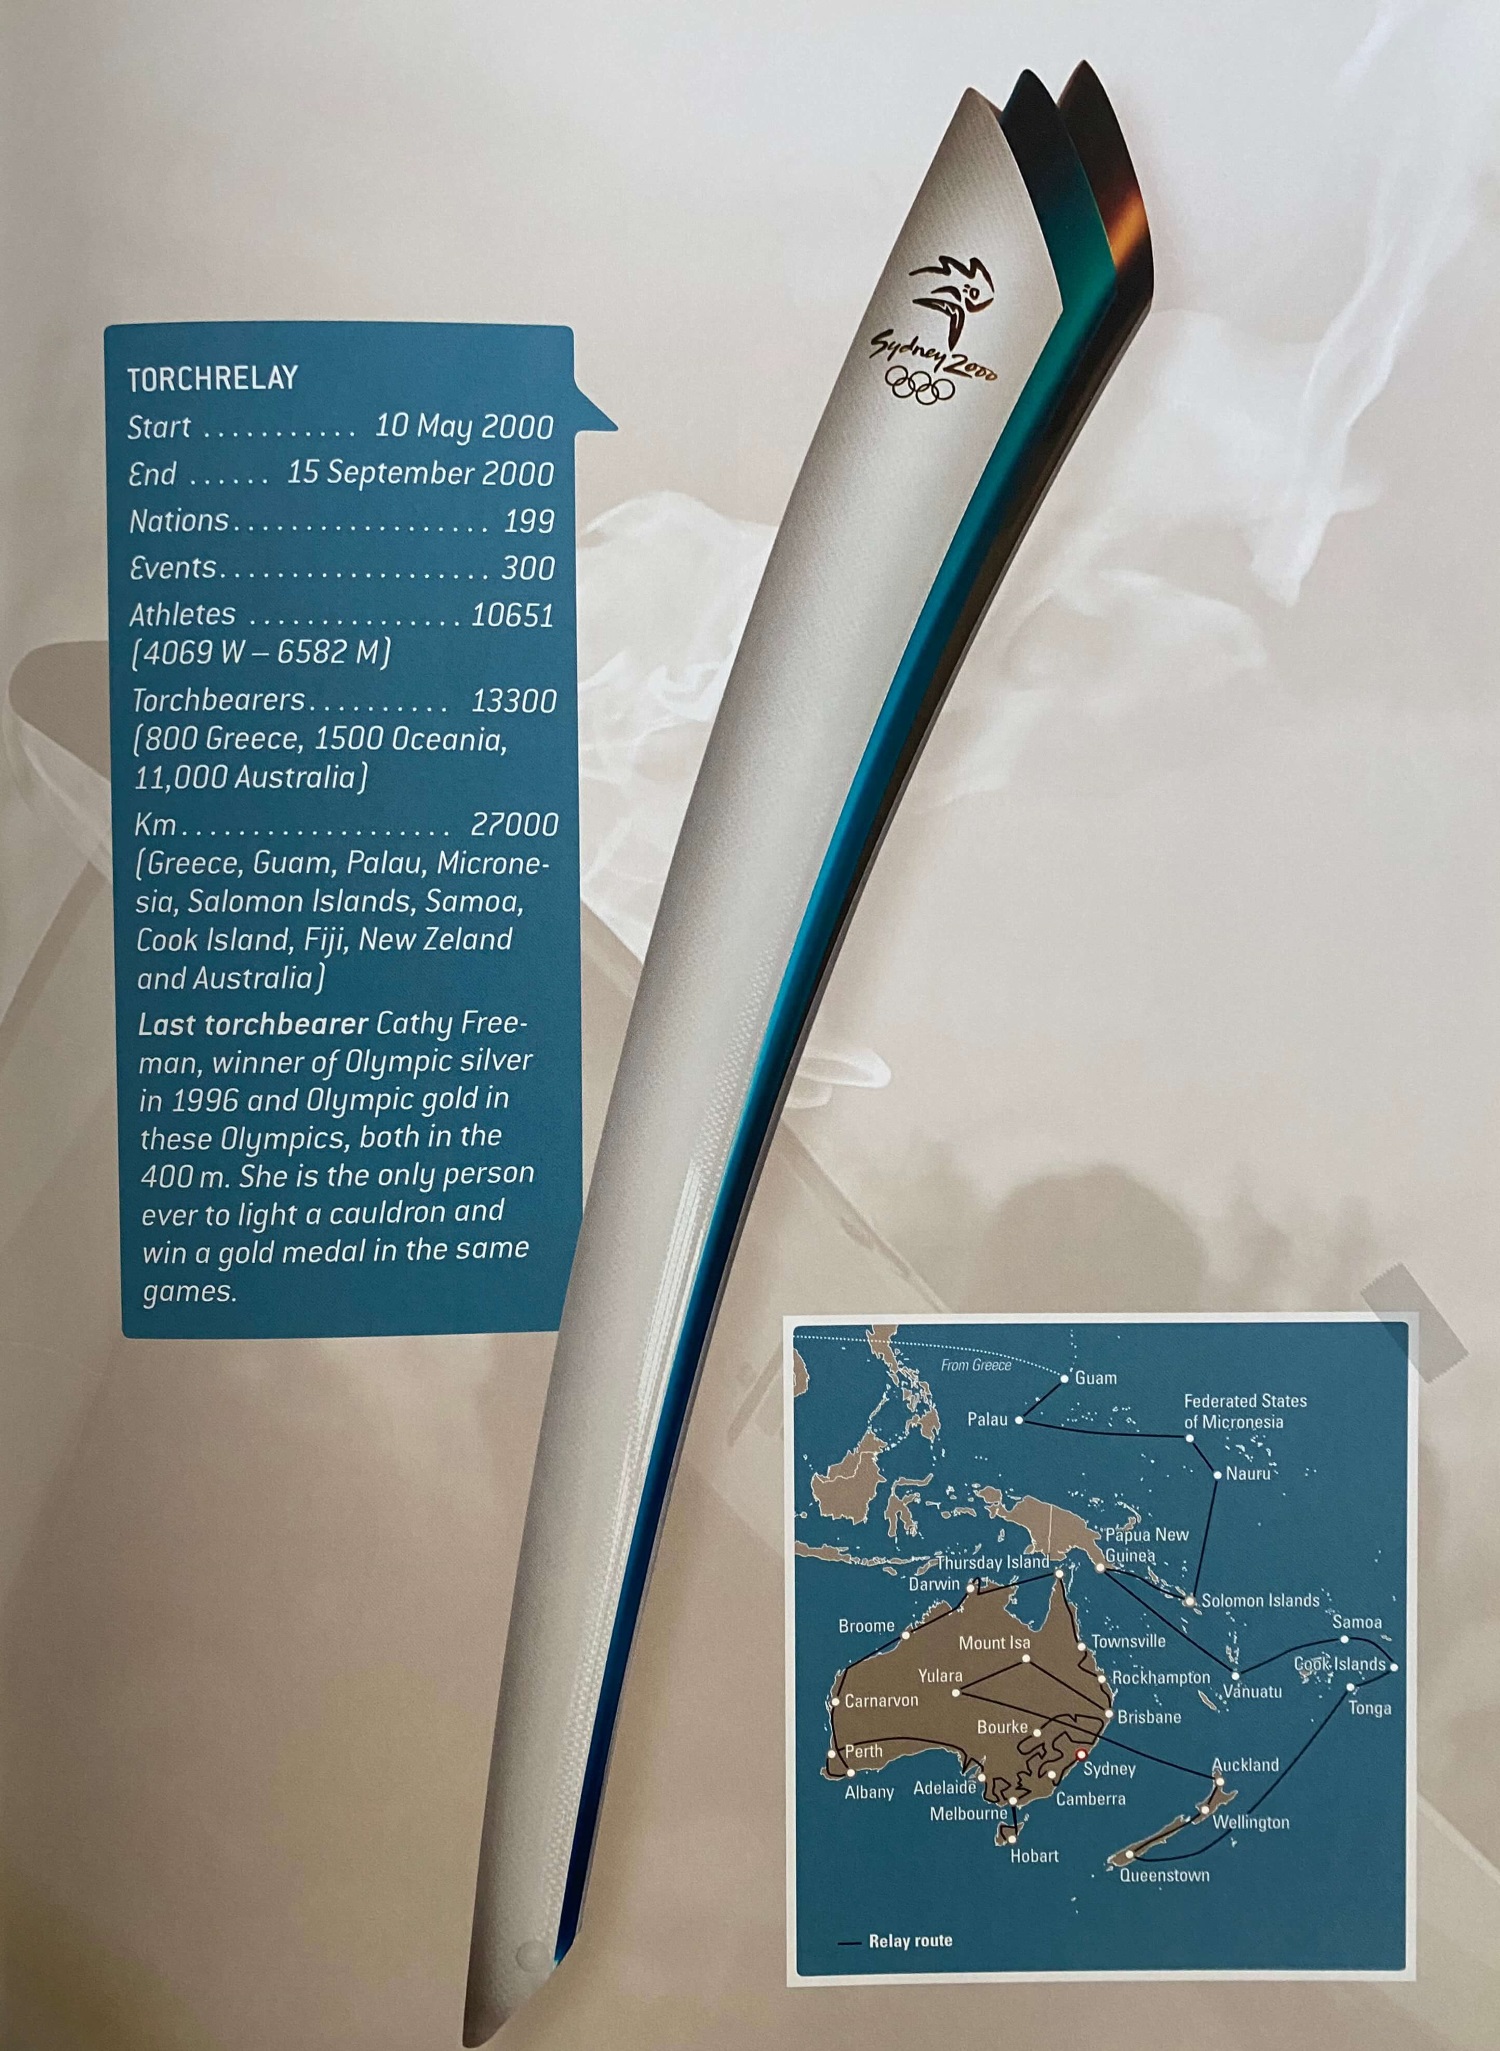 Sydney 2000
TORCHRELAY
Start ........... 10 May 2000
End ...... 15 September 2000
Nations.................. 199
Events................... 300
Athletes ............... 10651
(4069 W – 6582 M)
Torchbearers.......... 13300
(800 Greece, 1500 Oceania,
11,000 Australia)
Km................... 27000
(Greece, Guam, Palau, Microne-
sia, Salomon Islands, Samoa,
Cook Island, Fiji, New Zeland
and Australia)
Last torchbearer Cathy Free-
man, winner of Olympic silver
in 1996 and Olympic gold in
these Olympics, both in the
400 m. She is the only person
ever to light a cauldron and
win a gold medal in the same
games.
From Greece
Guam
Palau
Federated States
of Micronesia
Nauru
Papua New
Guinea
Thursday Island
Darwin
Solomon Islands
Broome
Samoa
Mount Isa
Townsville
Cook Islands
Yulara
Rockhampton
Vanuatu
Carnarvon
Tonga
Brisbane
Bourke
Perth
Sydney
Auckland
Albany
Adelaide
Camberra
Melbourne
Wellington
Hobart
Queenstown
Relay route